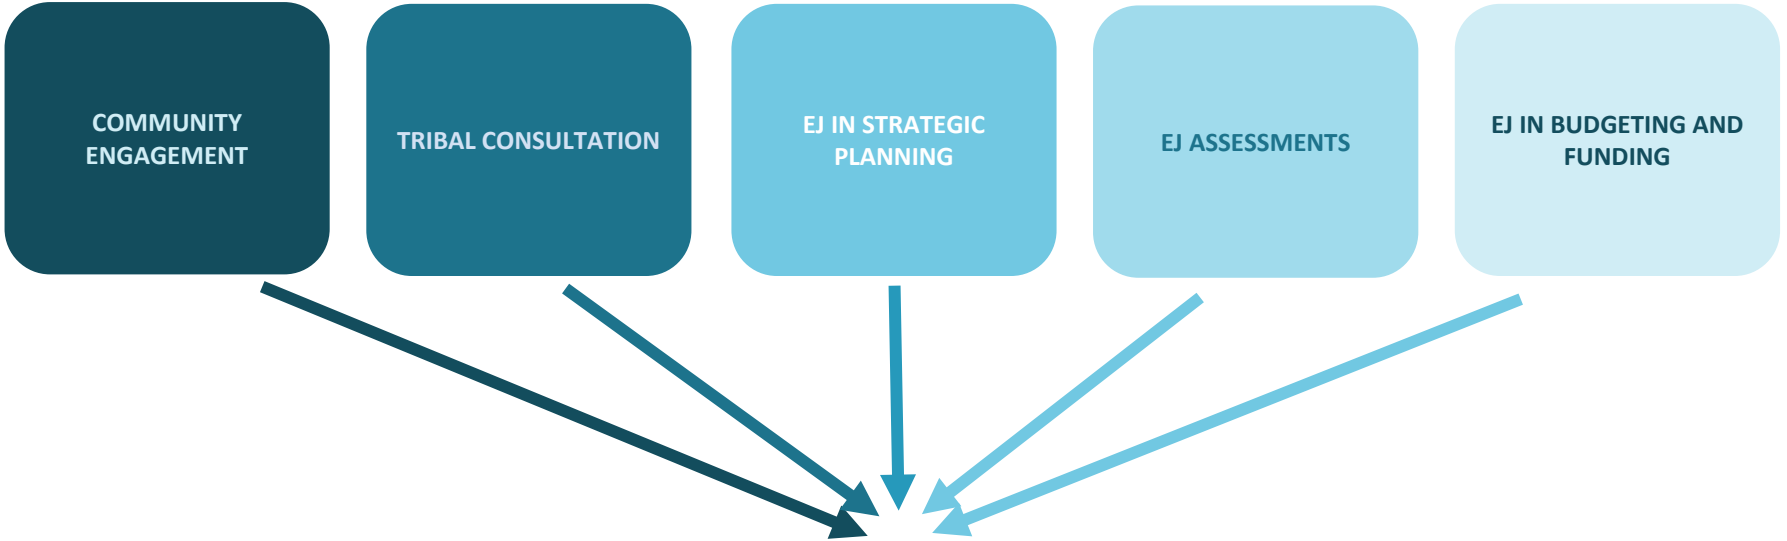 COMMUNITY
ENGAGEMENT
TRIBAL CONSULTATION
EJ IN STRATEGIC
PLANNING
EJ ASSESSMENTS
EJ IN BUDGETING AND
FUNDING